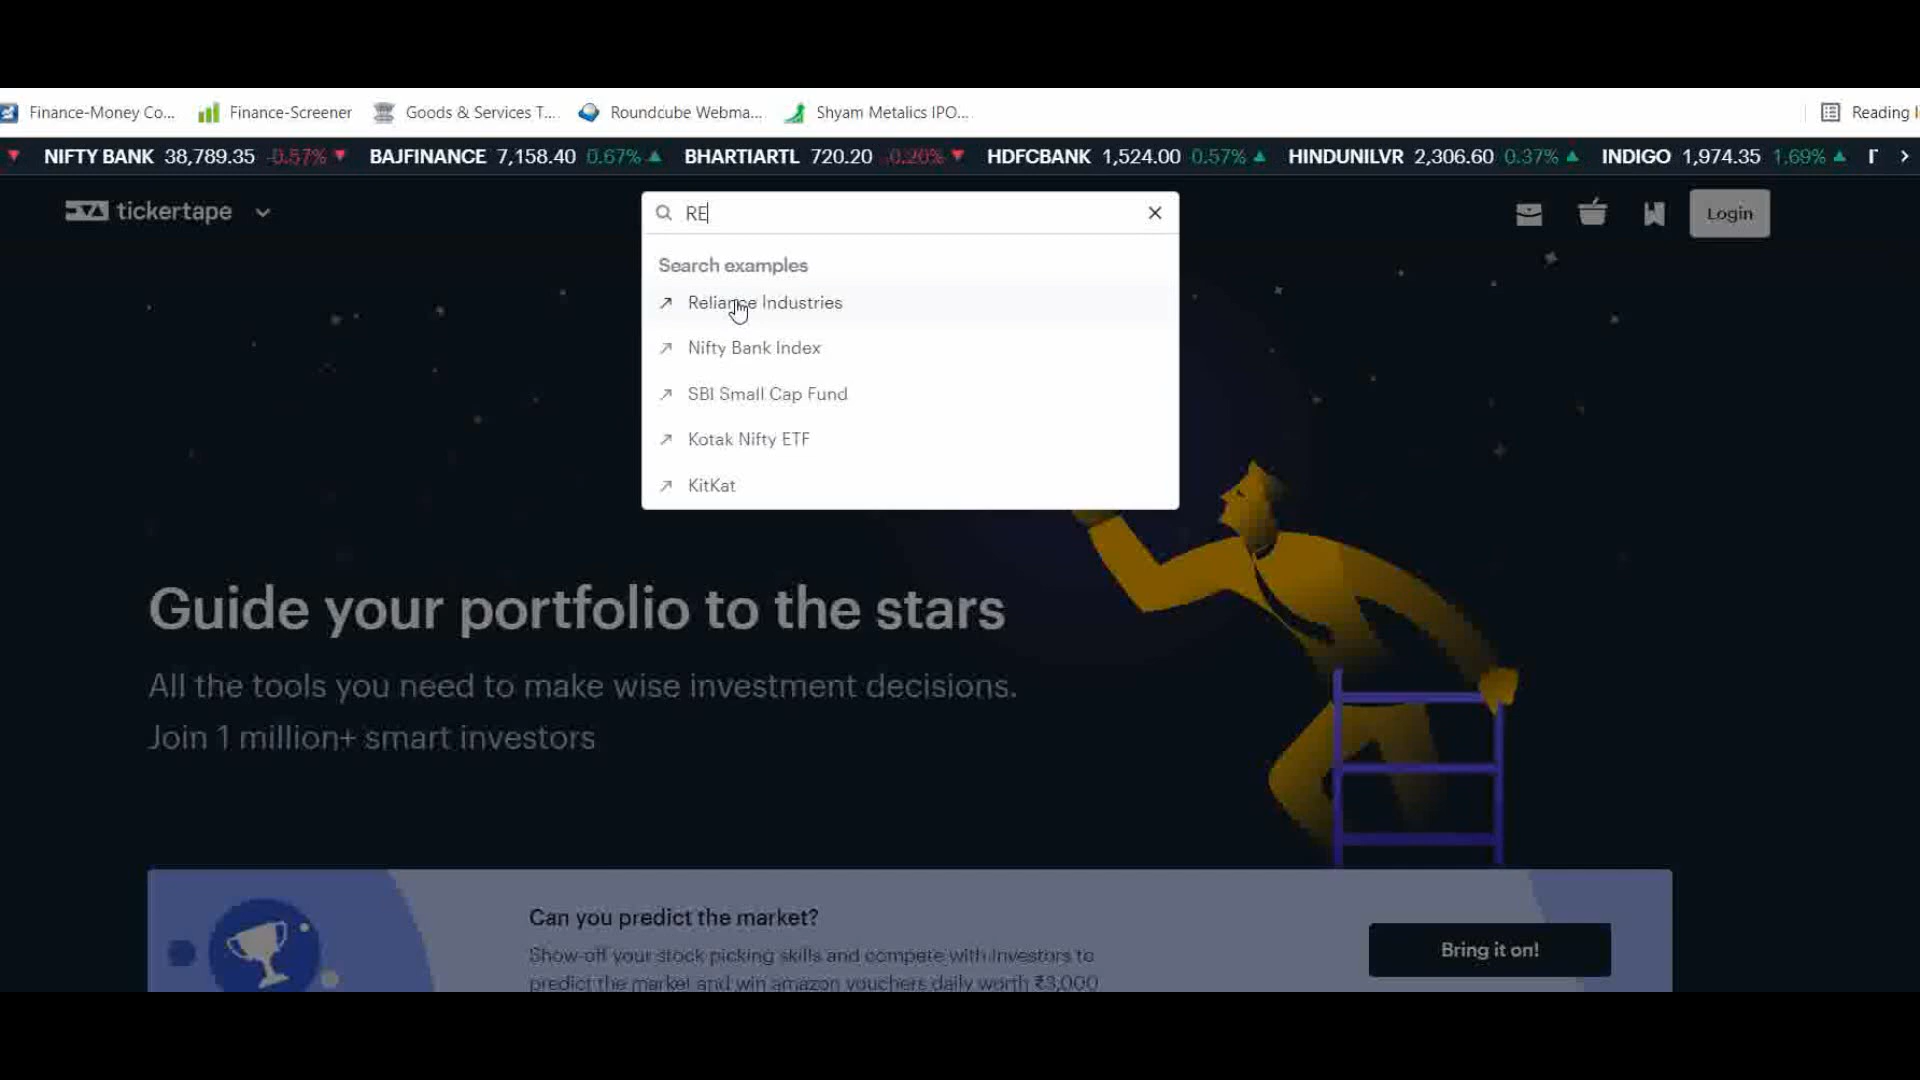 Finance-Money Co... Finance-Screener Goods & Services T... Roundcube Webma... Shyam Metalics IPO... Reading
NIFTY BANK 38,789.35 -0.57% BAJFINANCE 7,158.40 0.67% BHARTIARTL 720.20 -0.20% HDFCBANK 1,524.00 0.57% HINDUNILVR 2,306.60 0.37% INDIGO 1,974.35 1.69%
tickertape RE Login
Search examples
Reliance Industries
Nifty Bank Index
SBI Small Cap Fund
Kotak Nifty ETF
KitKat
Guide your portfolio to the stars
All the tools you need to make wise investment decisions.
Join 1 million+ smart investors
Can you predict the market?
Show-off your stock picking skills and compete with Investors to
predict the market and win amazon vouchers daily worth ₹3,000
Bring it on!